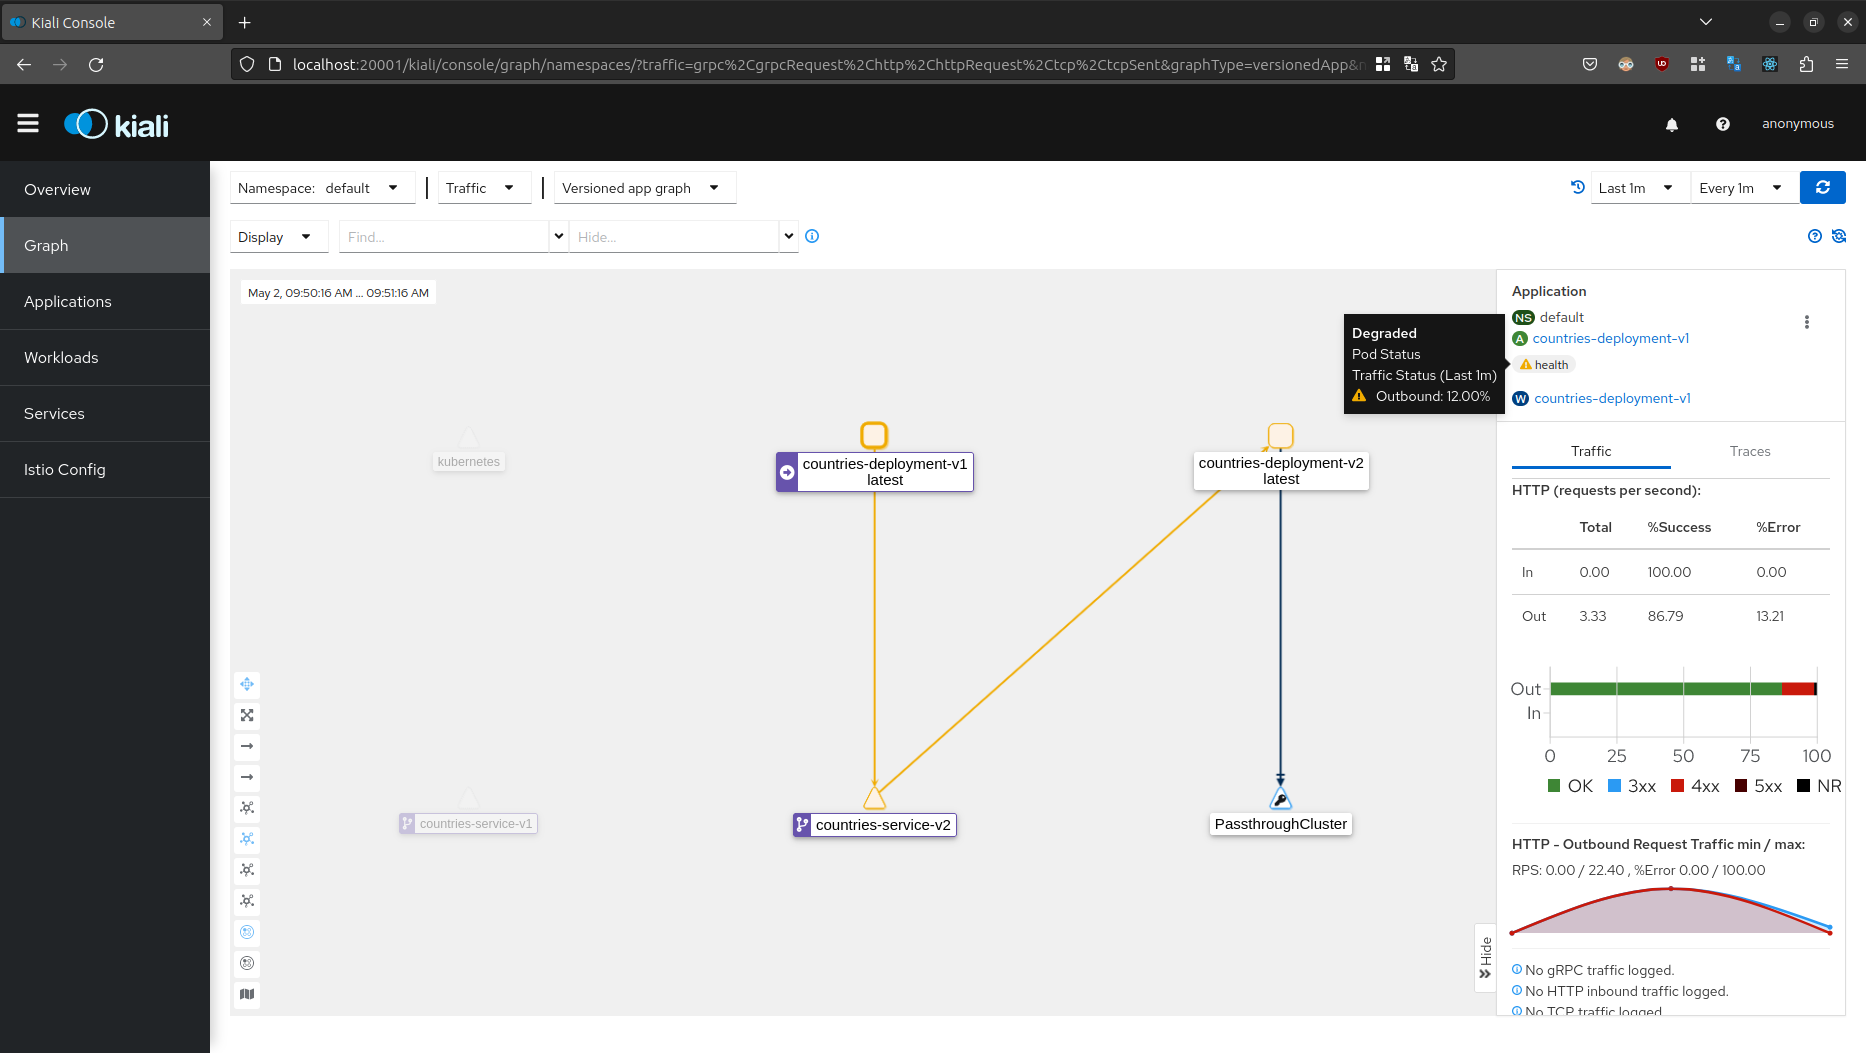 Kiali Console
localhost:20001/kiali/console/graph/namespaces/?traffic=grpc%2CgrpcRequest%2Chttp%2ChttpRequest%2Ctcp%2CtcpSent&graphType=versionedApp&
kiali
anonymous
Overview
Graph
Applications
Workloads
Services
Istio Config
Namespace: default
Traffic
Versioned app graph
Last 1m
Every 1m
Display
Find...
Hide...
May 2, 09:50:16 AM ... 09:51:16 AM
kubernetes
countries-deployment-v1
latest
countries-deployment-v2
latest
countries-service-v1
countries-service-v2
PassthroughCluster
Degraded
Pod Status
Traffic Status (Last 1m)
Outbound: 12.00%
Hide
Application
NS default
A countries-deployment-v1
health
W countries-deployment-v1
Traffic
Traces
HTTP (requests per second):
Total %Success %Error
In 0.00 100.00 0.00
Out 3.33 86.79 13.21
Out
In
0 25 50 75 100
OK 3xx 4xx 5xx NR
HTTP - Outbound Request Traffic min / max:
RPS: 0.00 / 22.40 , %Error 0.00 / 100.00
No gRPC traffic logged.
No HTTP inbound traffic logged.
No TCP traffic logged